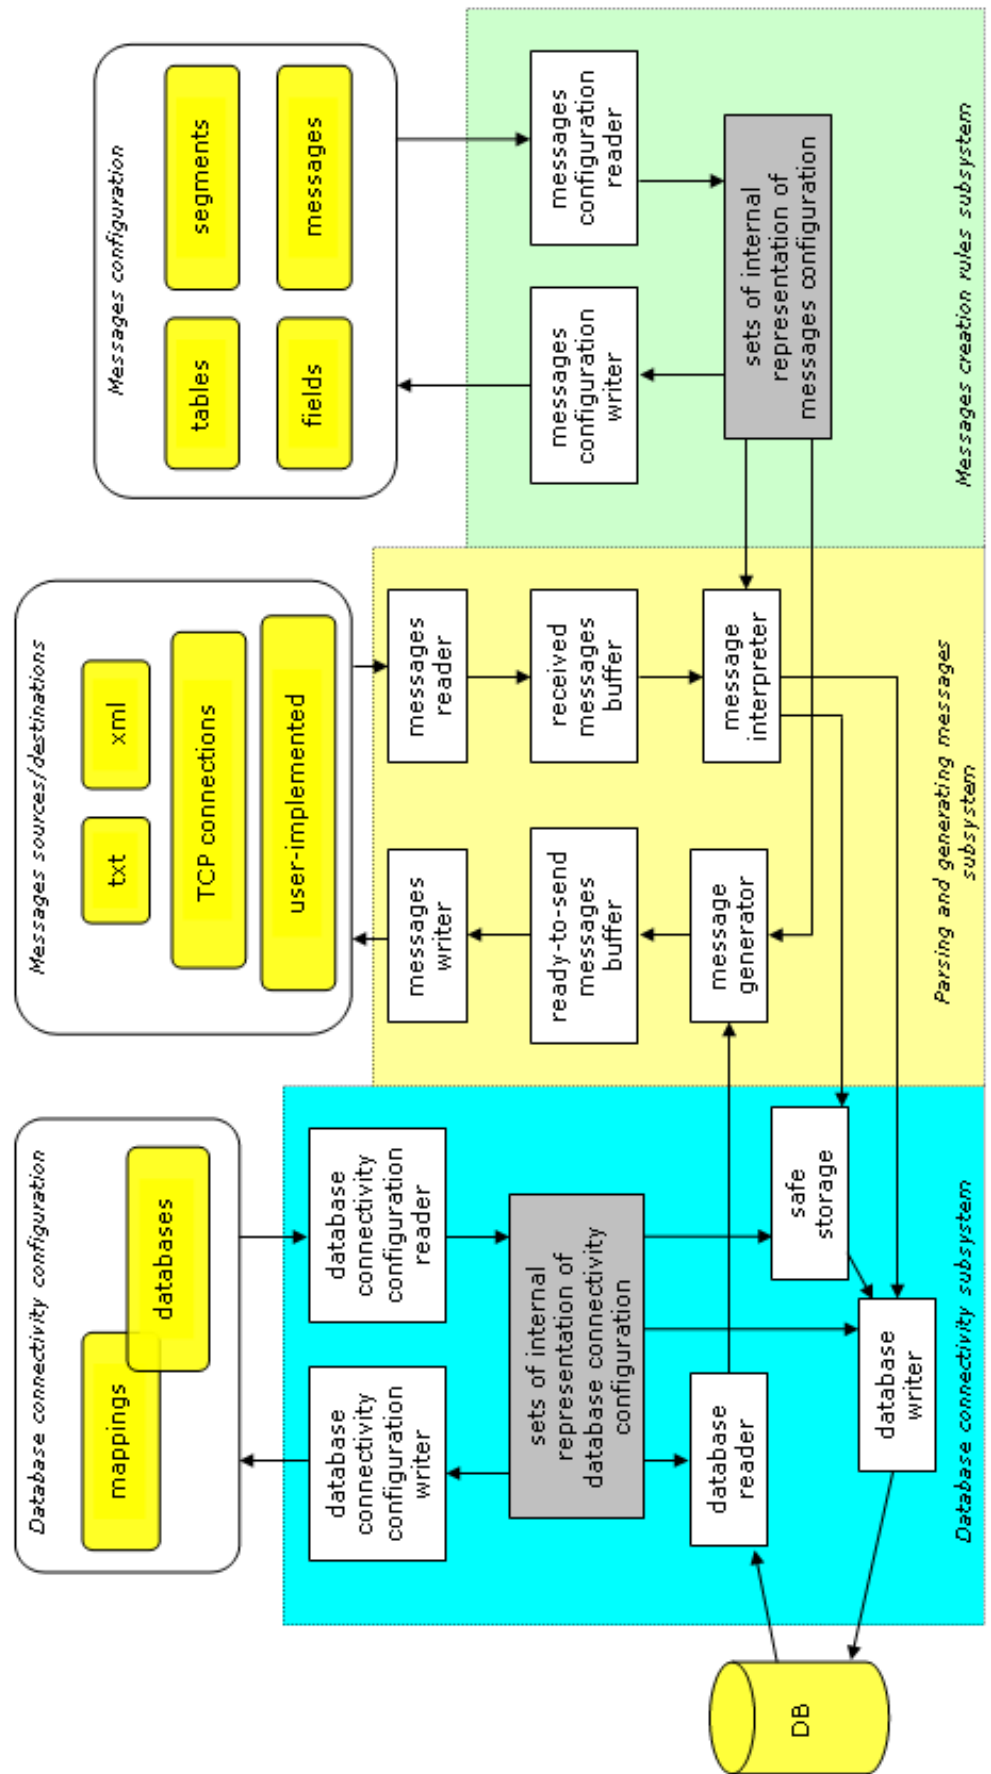 Database connectivity configuration
mappings
databases
Messages sources/destinations
txt
xml
TCP connections
user-implemented
Messages configuration
tables
segments
fields
messages
database
connectivity
configuration
writer
database
connectivity
configuration
reader
sets of internal
representation of
database connectivity
configuration
database
reader
safe
storage
database
writer
Database connectivity subsystem
DB
messages
writer
messages
reader
ready-to-send
messages
buffer
received
messages
buffer
message
generator
message
interpreter
Parsing and generating messages
subsystem
messages
configuration
writer
messages
configuration
reader
sets of internal
representation of
messages configuration
Messages creation rules subsystem